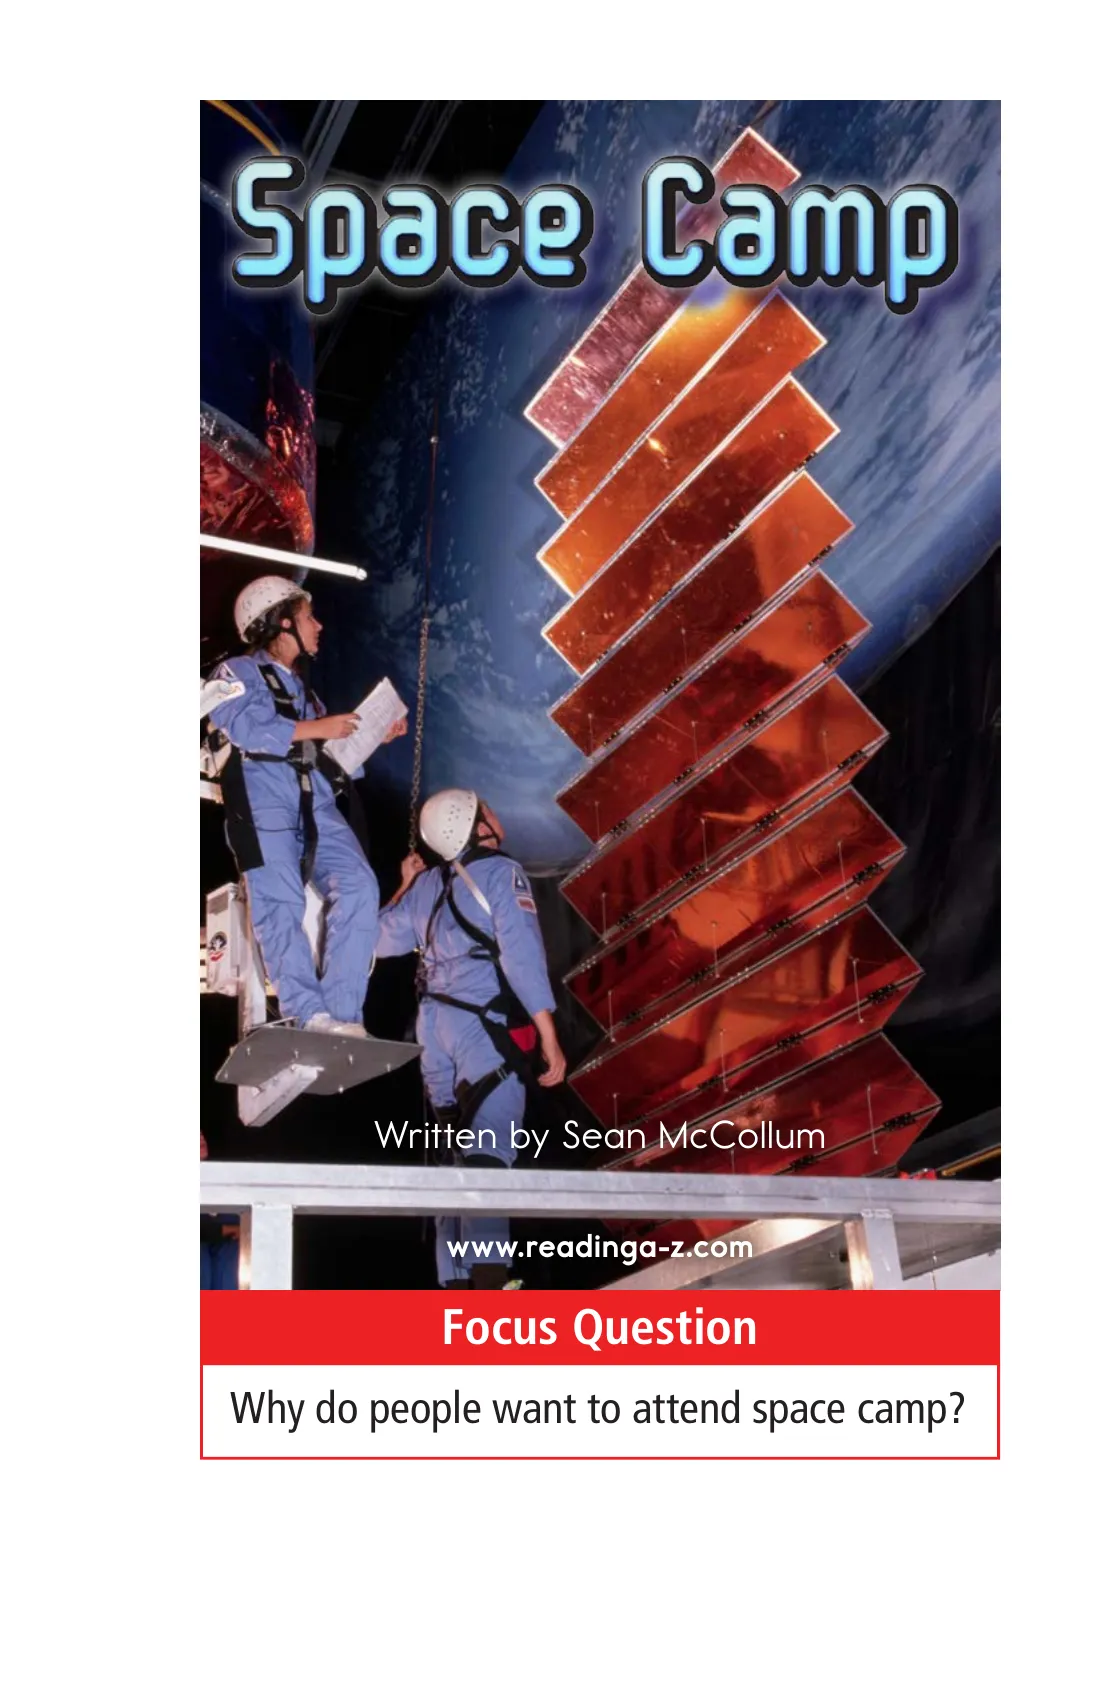 Space Camp
Written by Sean McCollum
www.readinga-z.com
Focus Question
Why do people want to attend space camp?